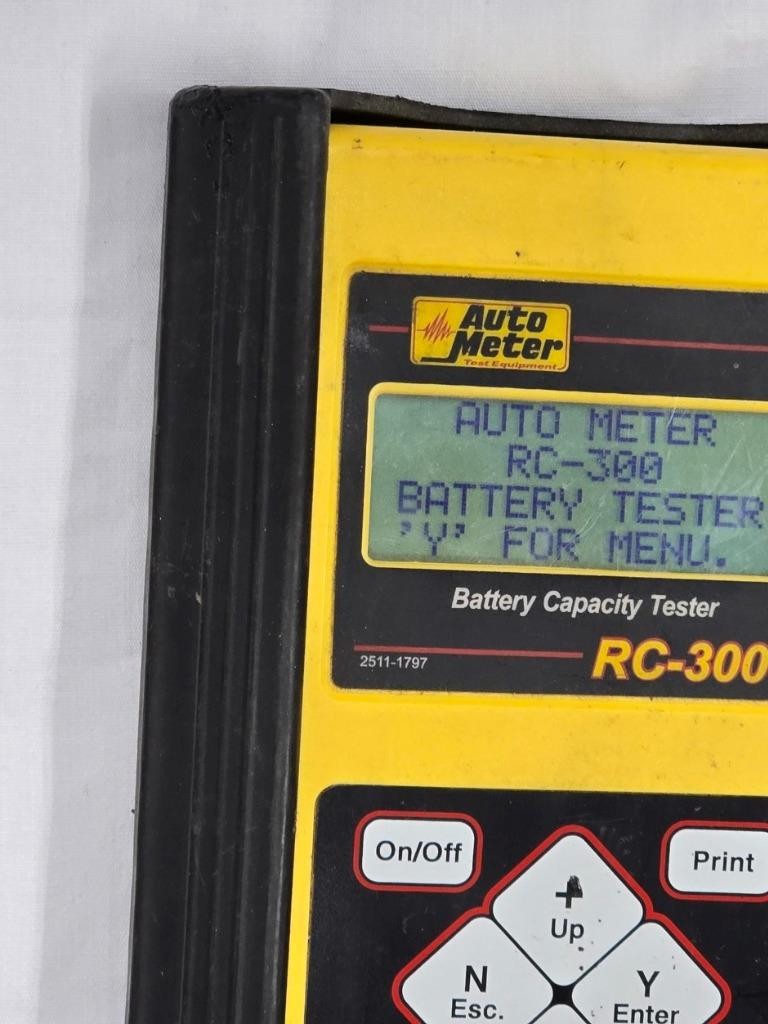 Auto
Meter
Test Equipment
AUTO METER
RC-300
BATTERY TESTER
'Y' FOR MENU.
Battery Capacity Tester
2511-1797
RC-300
On/Off
Print
+
Up
N
Esc.
Y
Enter